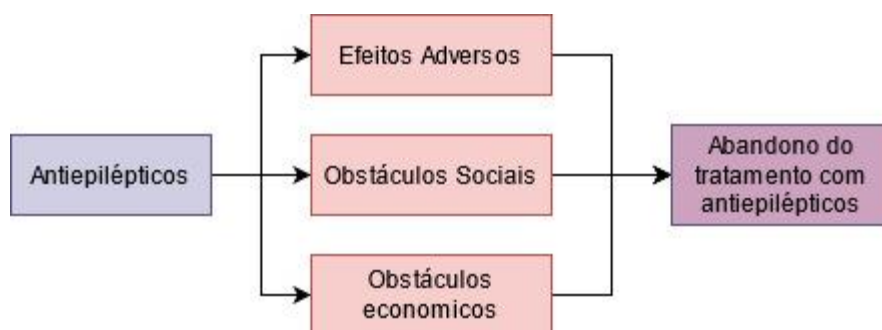 Antiepilépticos
Efeitos Adversos
Obstáculos Sociais
Obstáculos
economicos
Abandono do
tratamento com
antiepilépticos